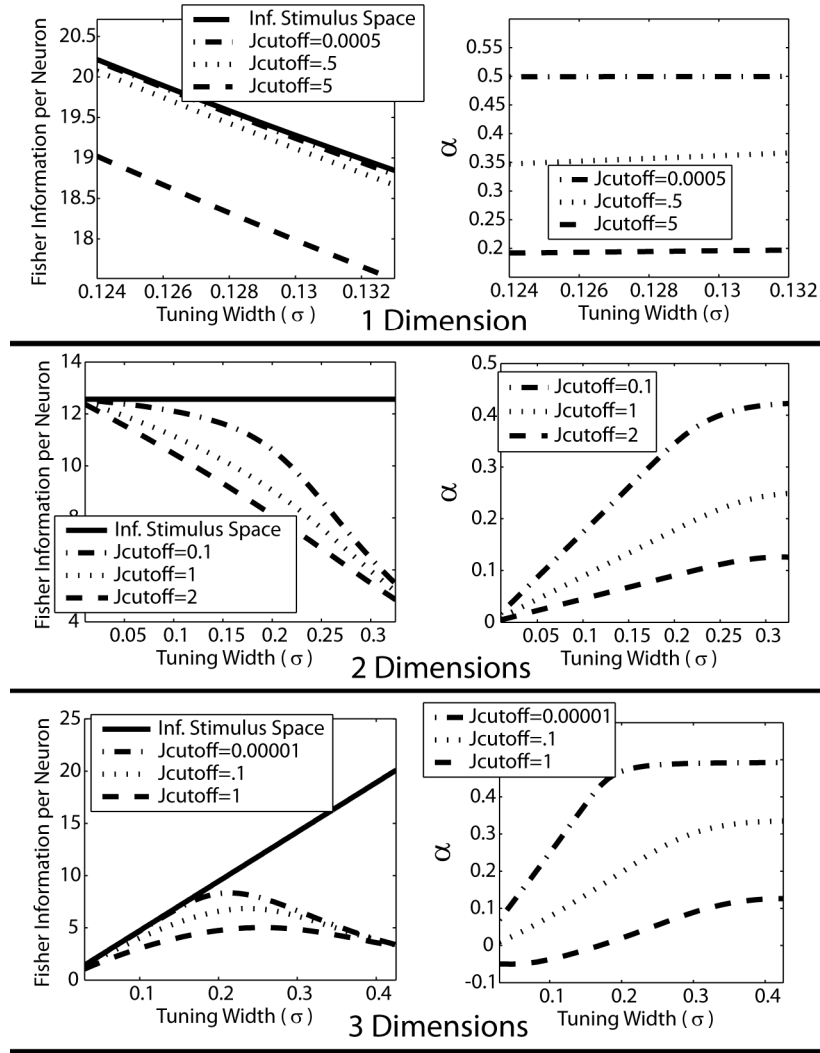 Fisher Information per Neuron
20.5
20
19.5
19
18.5
18
0.124 0.126 0.128 0.13 0.132
Tuning Width ( σ )
Inf. Stimulus Space
Jcutoff=0.0005
Jcutoff=.5
Jcutoff=5
α
0.55
0.5
0.45
0.4
0.35
0.3
0.25
0.2
0.124 0.126 0.128 0.13 0.132
Tuning Width (σ)
Jcutoff=0.0005
Jcutoff=.5
Jcutoff=5
1 Dimension
Fisher Information per Neuron
14
12
10
8
4
0.05 0.1 0.15 0.2 0.25 0.3
Tuning Width ( σ )
Inf. Stimulus Space
Jcutoff=0.1
Jcutoff=1
Jcutoff=2
α
0.5
0.4
0.3
0.2
0.1
0
0.05 0.1 0.15 0.2 0.25 0.3
Tuning Width ( σ )
Jcutoff=0.1
Jcutoff=1
Jcutoff=2
2 Dimensions
Fisher Information per Neuron
25
20
15
10
5
0
0.1 0.2 0.3 0.4
Tuning Width ( σ )
Inf. Stimulus Space
Jcutoff=0.00001
Jcutoff=.1
Jcutoff=1
α
0.4
0.3
0.2
0.1
0
-0.1
0.1 0.2 0.3 0.4
Tuning Width ( σ )
Jcutoff=0.00001
Jcutoff=.1
Jcutoff=1
3 Dimensions